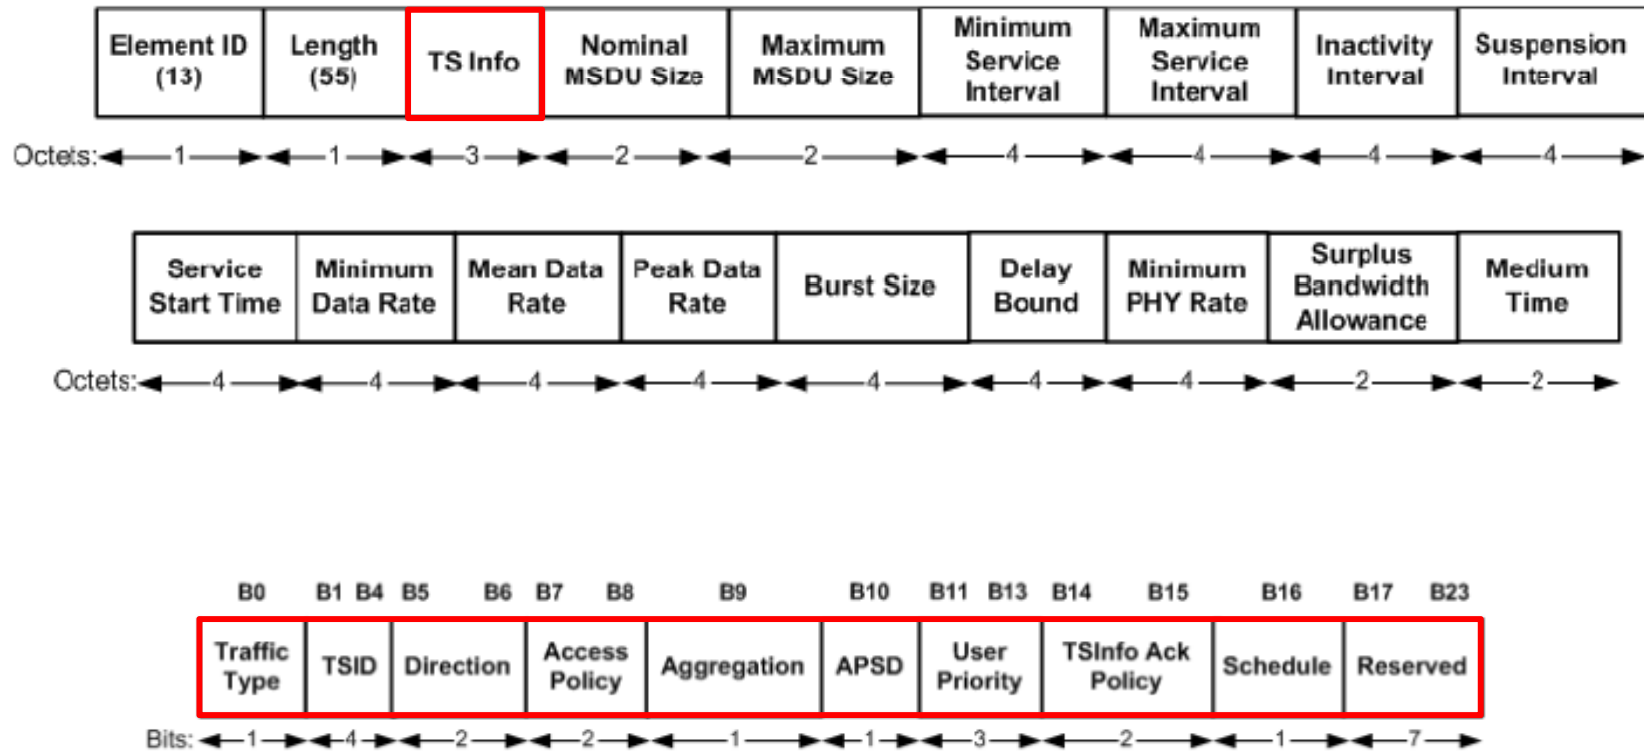 Element ID (13) Length (55) TS Info Nominal MSDU Size Maximum MSDU Size Minimum Service Interval Maximum Service Interval Inactivity Interval Suspension Interval
Octets: 1 1 3 2 2 4 4 4 4
Service Start Time Minimum Data Rate Mean Data Rate Peak Data Rate Burst Size Delay Bound Minimum PHY Rate Surplus Bandwidth Allowance Medium Time
Octets: 4 4 4 4 4 4 4 2 2
B0 B1 B4 B5 B6 B7 B8 B9 B10 B11 B13 B14 B15 B16 B17 B23
Traffic Type TSID Direction Access Policy Aggregation APSD User Priority TSInfo Ack Policy Schedule Reserved
Bits: 1 4 2 2 1 1 3 2 1 7